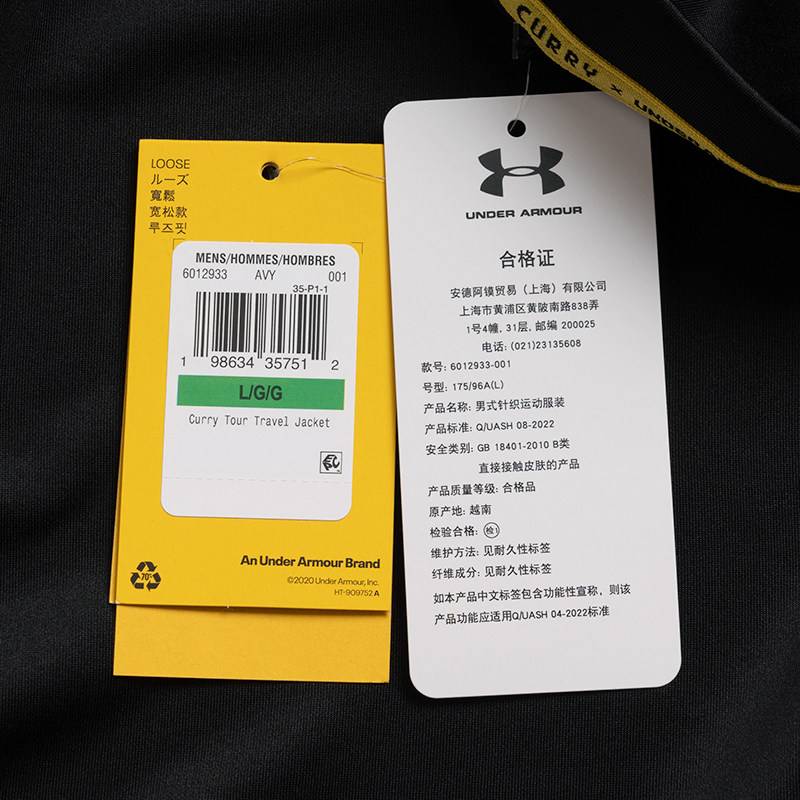 CURRY × UNDER
LOOSE
ルーズ
寬鬆
宽松款
루즈핏
MENS/HOMMES/HOMBRES
6012933 AVY 001
35-P1-1
1 98634 35751 2
L/G/G
Curry Tour Travel Jacket
70%
An Under Armour Brand
©2020 Under Armour, Inc.
HT-909752 A
UNDER ARMOUR
合格证
安德阿镆贸易（上海）有限公司
上海市黄浦区黄陂南路838弄
1号4幢, 31层, 邮编 200025
电话: (021)23135608
款号: 6012933-001
号型: 175/96A(L)
产品名称: 男式针织运动服装
产品标准: Q/UASH 08-2022
安全类别: GB 18401-2010 B类
直接接触皮肤的产品
产品质量等级: 合格品
原产地: 越南
检验合格: 检1
维护方法: 见耐久性标签
纤维成分: 见耐久性标签
如本产品中文标签包含功能性宣称，则该
产品功能应适用Q/UASH 04-2022标准